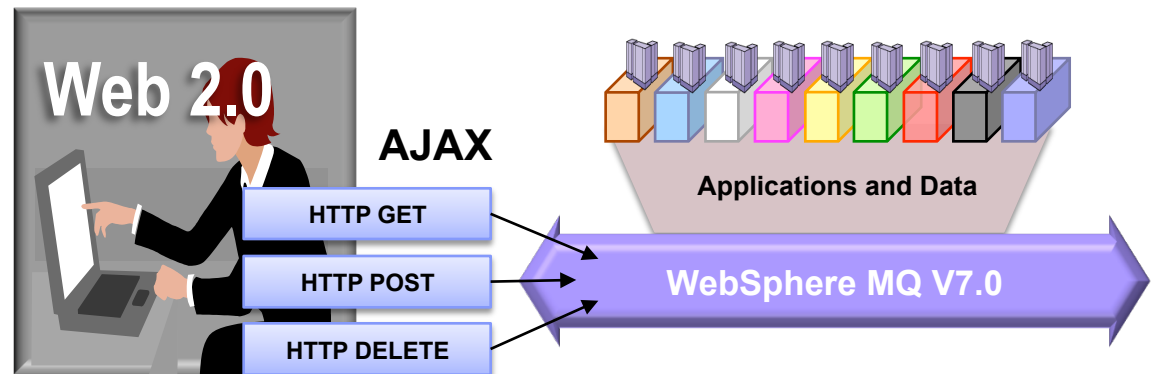 Web 2.0
AJAX
HTTP GET
HTTP POST
HTTP DELETE
Applications and Data
WebSphere MQ V7.0